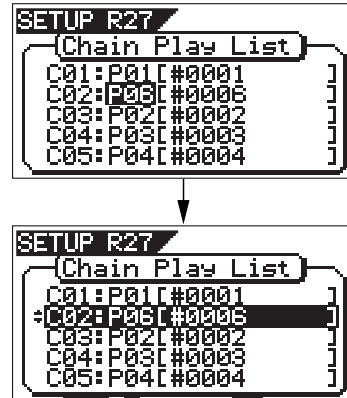 SETUP R27
Chain Play List
C01:P01[#0001 ]
C02:P06[#0006 ]
C03:P02[#0002 ]
C04:P03[#0003 ]
C05:P04[#0004 ]
SETUP R27
Chain Play List
C01:P01[#0001 ]
C02:P06[#0006 ]
C03:P02[#0002 ]
C04:P03[#0003 ]
C05:P04[#0004 ]